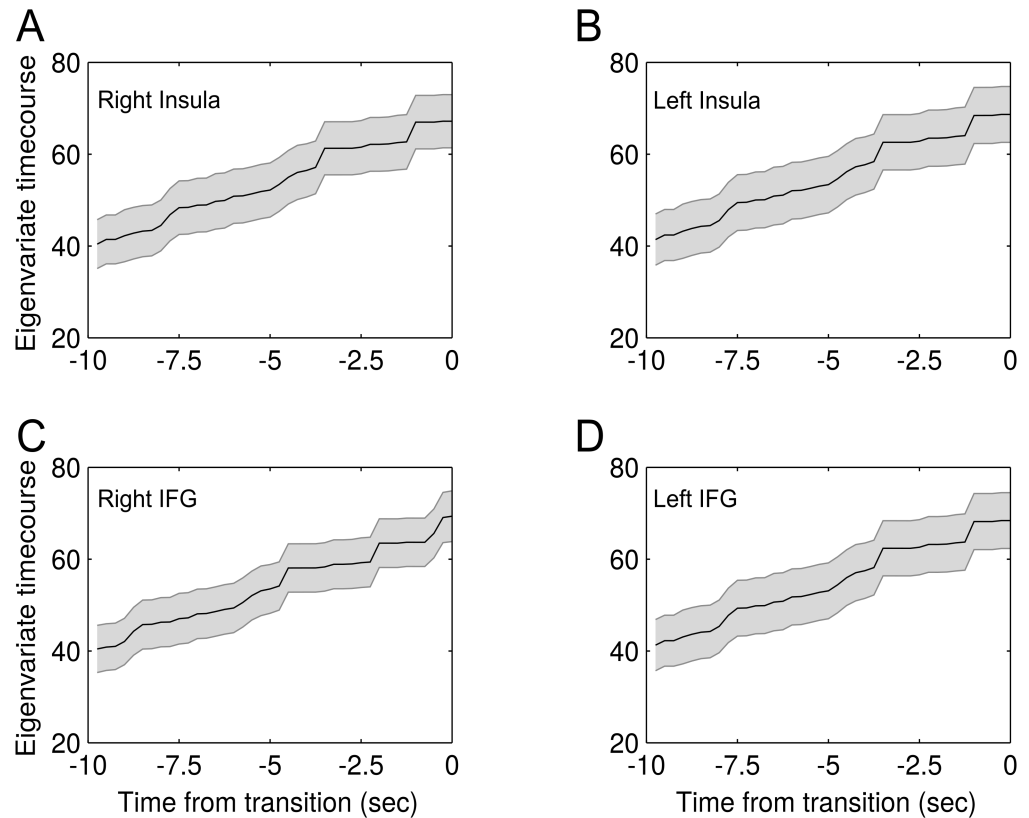 A
Eigenvariate timecourse
80
60
40
20
Right Insula
-10 -7.5 -5 -2.5 0
B
80
60
40
20
Left Insula
-10 -7.5 -5 -2.5 0
C
Eigenvariate timecourse
80
60
40
20
Right IFG
-10 -7.5 -5 -2.5 0
Time from transition (sec)
D
80
60
40
20
Left IFG
-10 -7.5 -5 -2.5 0
Time from transition (sec)